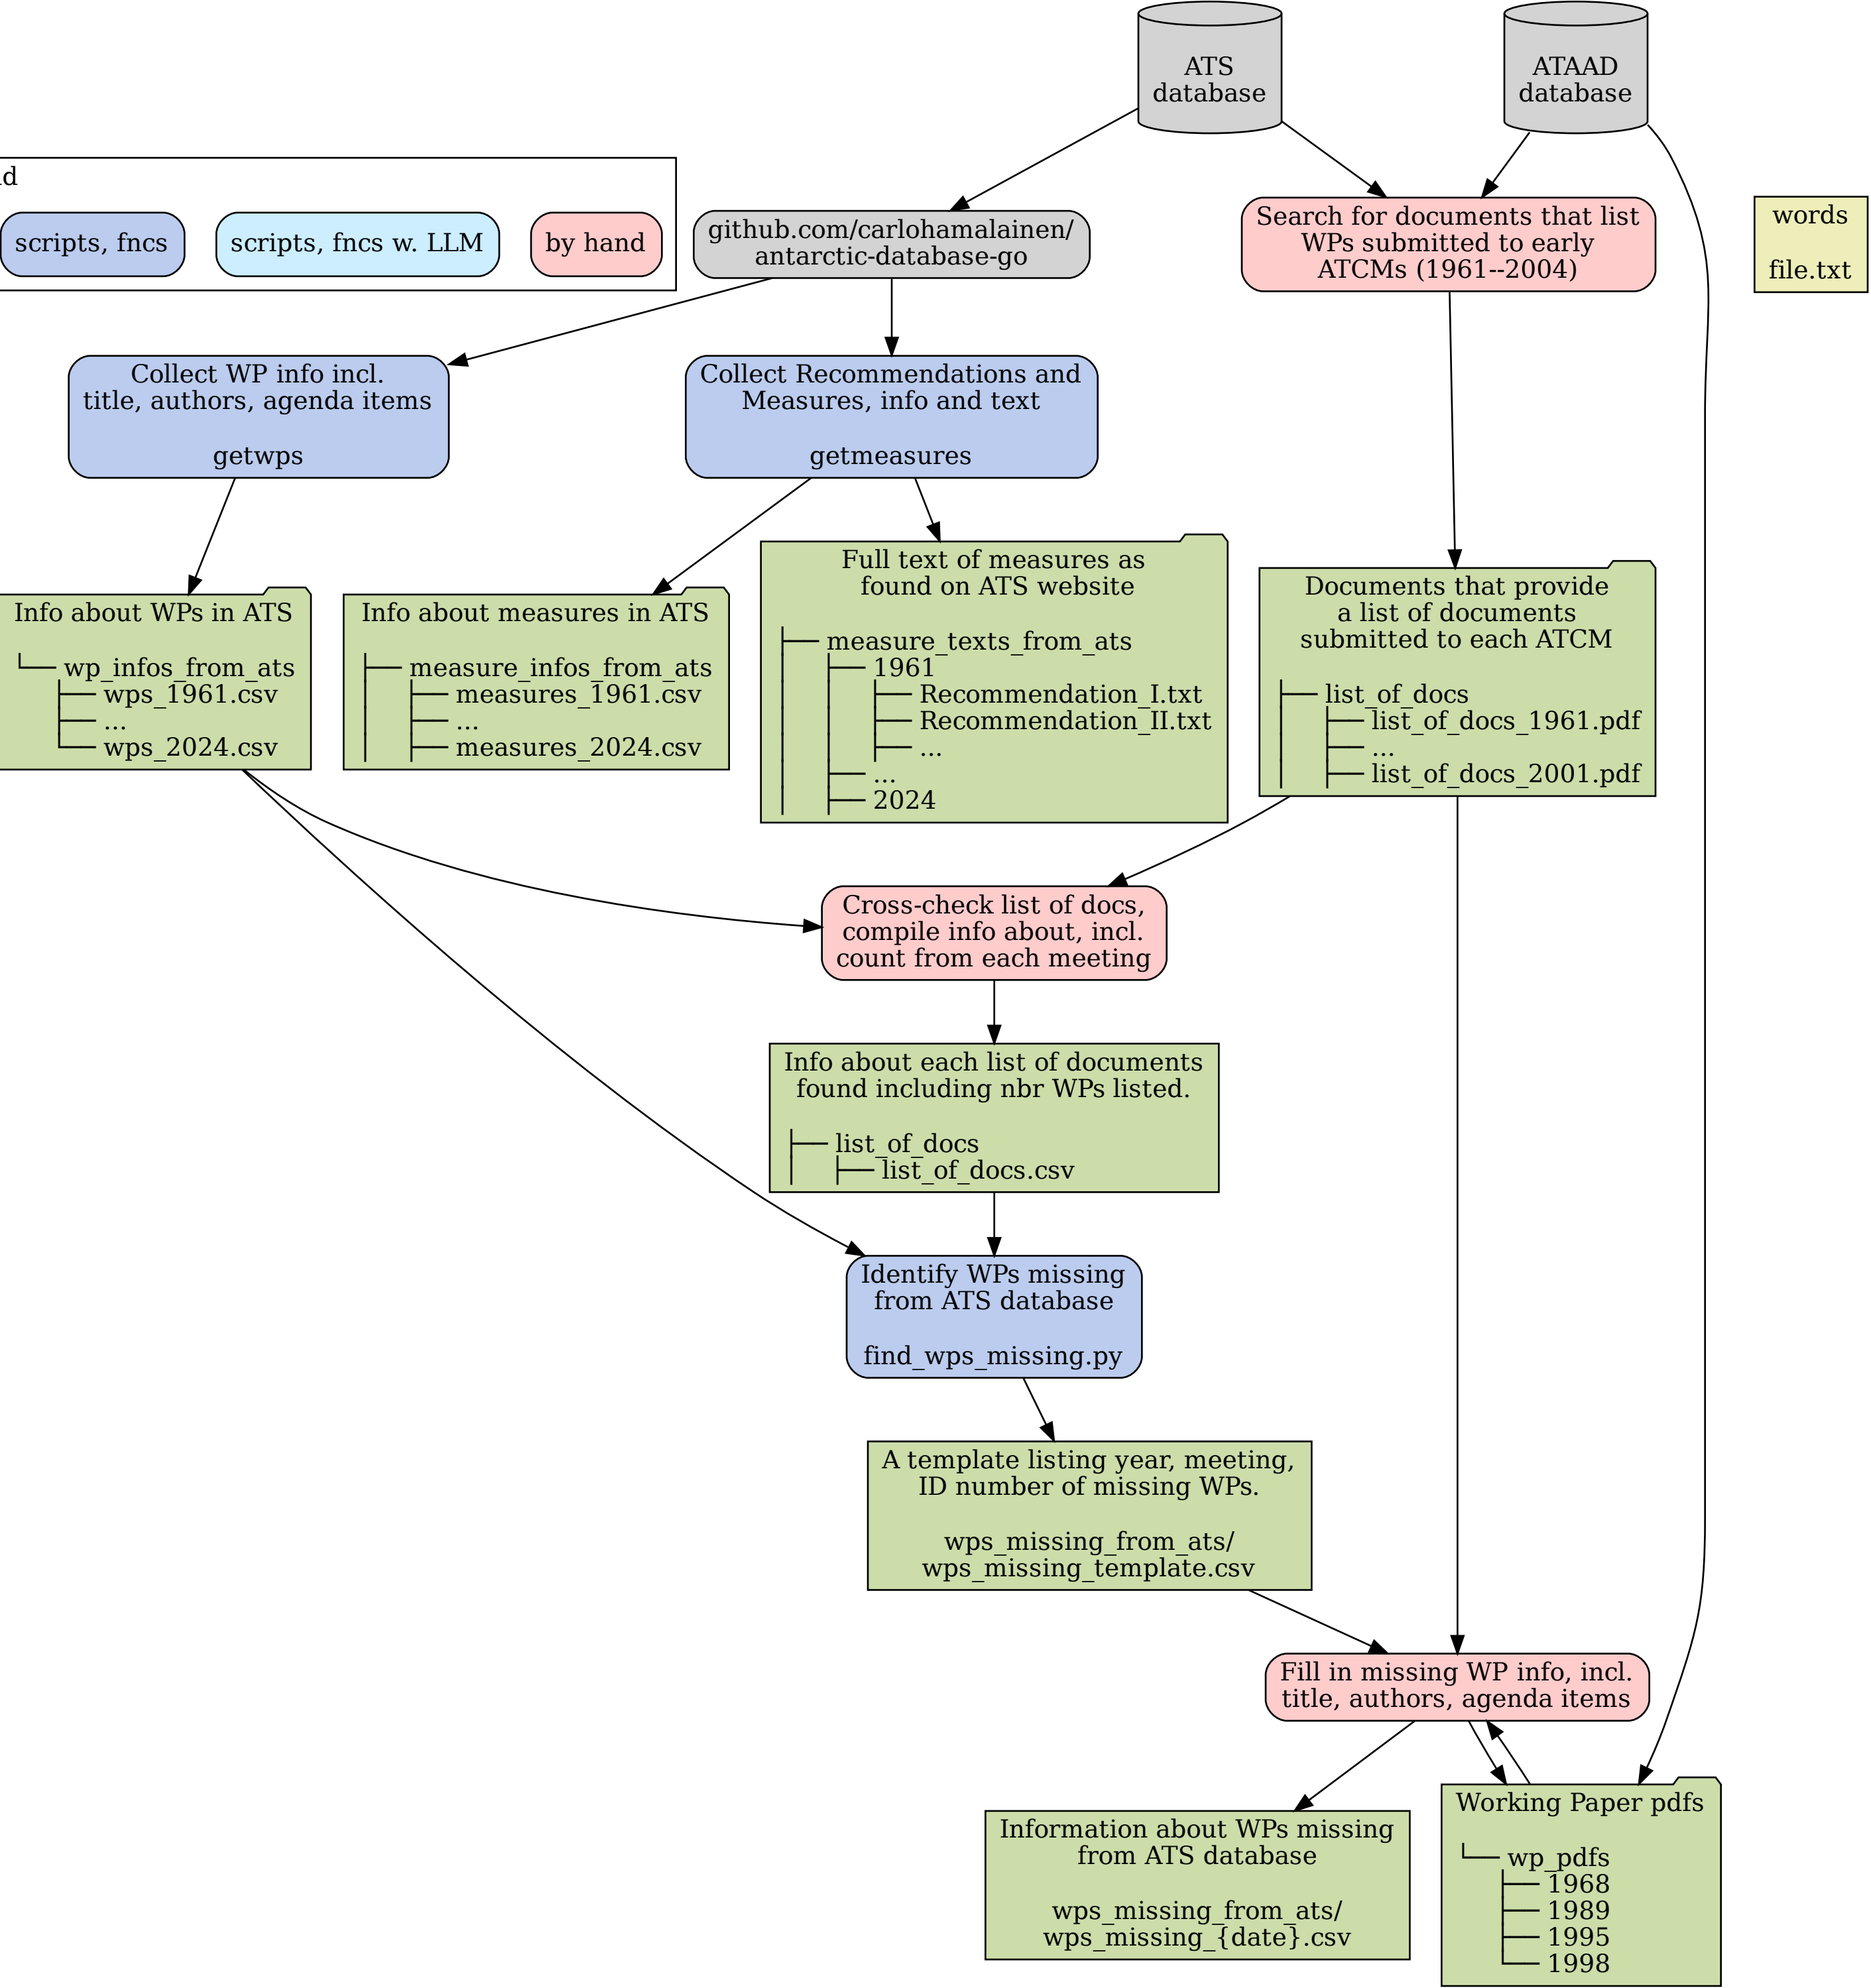 ATS
database
ATAAD
database
d
scripts, fncs
scripts, fncs w. LLM
by hand
github.com/carlohamalainen/
antarctic-database-go
Search for documents that list
WPs submitted to early
ATCMs (1961--2004)
words
file.txt
Collect WP info incl.
title, authors, agenda items
getwps
Collect Recommendations and
Measures, info and text
getmeasures
Info about WPs in ATS
└── wp_infos_from_ats
    ├── wps_1961.csv
    ├── ...
    └── wps_2024.csv
Info about measures in ATS
├── measure_infos_from_ats
│   ├── measures_1961.csv
│   ├── ...
│   ├── measures_2024.csv
Full text of measures as
found on ATS website
├── measure_texts_from_ats
│   ├── 1961
│   │   ├── Recommendation_I.txt
│   │   ├── Recommendation_II.txt
│   │   ├── ...
│   ├── ...
│   ├── 2024
Documents that provide
a list of documents
submitted to each ATCM
├── list_of_docs
│   ├── list_of_docs_1961.pdf
│   ├── ...
│   ├── list_of_docs_2001.pdf
Cross-check list of docs,
compile info about, incl.
count from each meeting
Info about each list of documents
found including nbr WPs listed.
├── list_of_docs
│   ├── list_of_docs.csv
Identify WPs missing
from ATS database
find_wps_missing.py
A template listing year, meeting,
ID number of missing WPs.
wps_missing_from_ats/
wps_missing_template.csv
Fill in missing WP info, incl.
title, authors, agenda items
Information about WPs missing
from ATS database
wps_missing_from_ats/
wps_missing_{date}.csv
Working Paper pdfs
└── wp_pdfs
    ├── 1968
    ├── 1989
    ├── 1995
    └── 1998